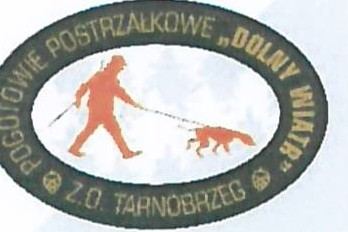 POGOTOWIE POSTRZAŁKOWE „DOLNY WIATR"
Z.O. TARNOBRZEG